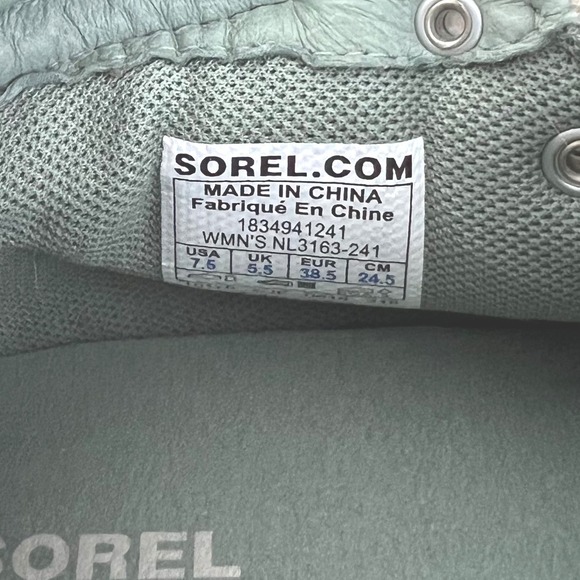 SOREL.COM
MADE IN CHINA
Fabriqué En Chine
1834941241
WMN'S NL3163-241
USA UK EUR CM
7.5 5.5 38.5 24.5
SOREL